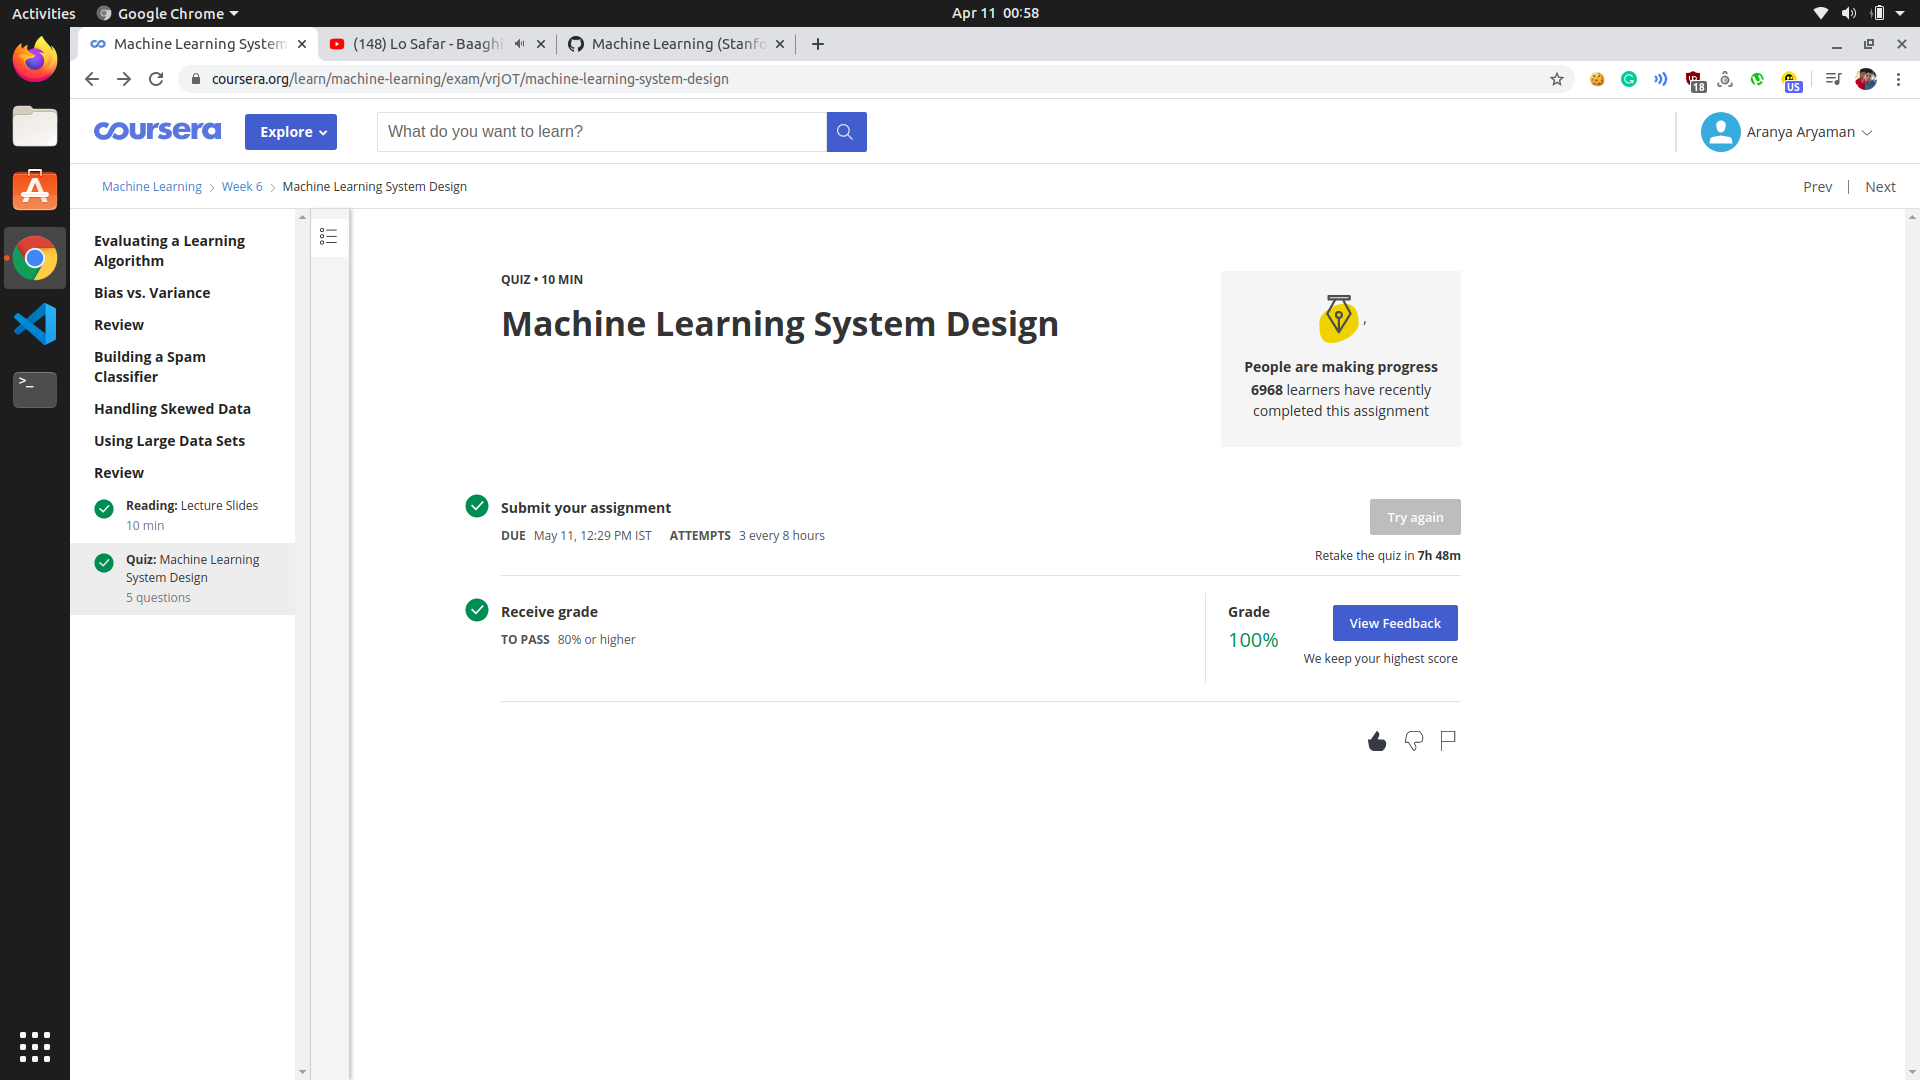 Activities
Google Chrome
Apr 11 00:58
Machine Learning System
(148) Lo Safar - Baaghi
Machine Learning (Stanfo
coursera.org/learn/machine-learning/exam/vrjOT/machine-learning-system-design
18
US
coursera
Explore
What do you want to learn?
Aranya Aryaman
Machine Learning
Week 6
Machine Learning System Design
Prev
Next
Evaluating a Learning
Algorithm
Bias vs. Variance
Review
Building a Spam
Classifier
Handling Skewed Data
Using Large Data Sets
Review
Reading: Lecture Slides
10 min
Quiz: Machine Learning
System Design
5 questions
QUIZ • 10 MIN
Machine Learning System Design
,
People are making progress
6968 learners have recently
completed this assignment
Submit your assignment
DUE May 11, 12:29 PM IST ATTEMPTS 3 every 8 hours
Try again
Retake the quiz in 7h 48m
Receive grade
TO PASS 80% or higher
Grade
100%
View Feedback
We keep your highest score